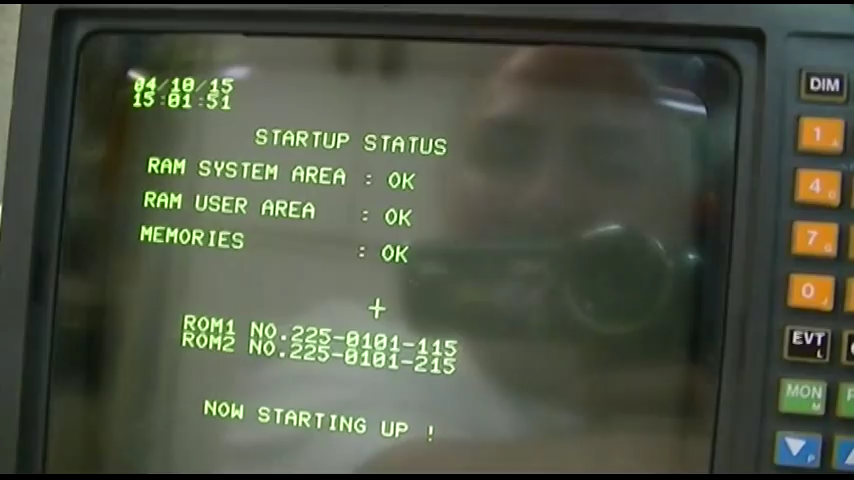 04/10/15
15:01:51
STARTUP STATUS
RAM SYSTEM AREA : OK
RAM USER AREA : OK
MEMORIES : OK
+
ROM1 NO.225-0101-115
ROM2 NO.225-0101-215
NOW STARTING UP !
DIM
1
4
7
0
EVT L
MON M
P